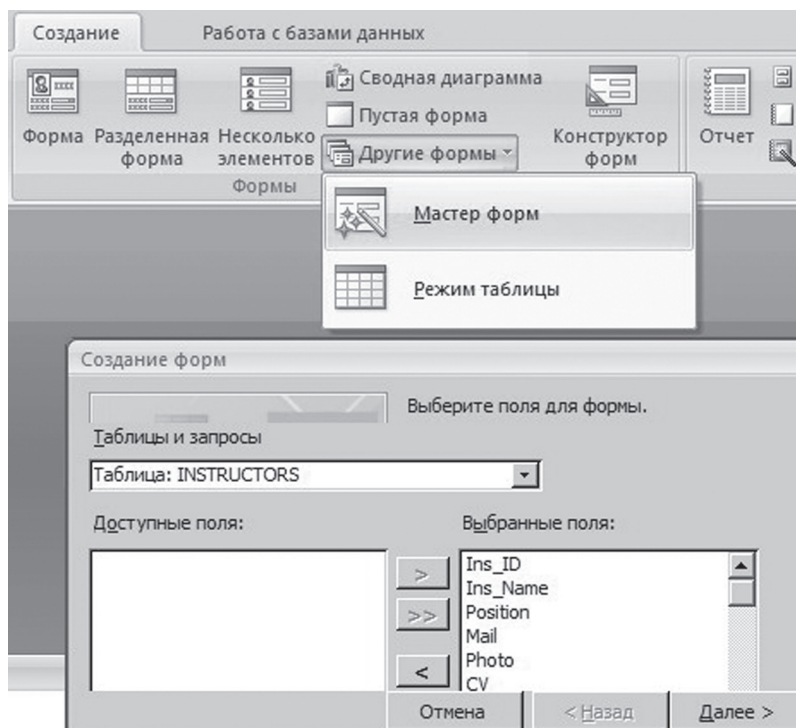 Создание Работа с базами данных
Форма
Разделенная форма
Несколько элементов
Сводная диаграмма
Пустая форма
Другие формы
Конструктор форм
Отчет
Формы
Мастер форм
Режим таблицы
Создание форм
Выберите поля для формы.
Таблицы и запросы
Таблица: INSTRUCTORS
Доступные поля:
Выбранные поля:
>
>>
<
Ins_ID
Ins_Name
Position
Mail
Photo
CV
Отмена
< Назад
Далее >